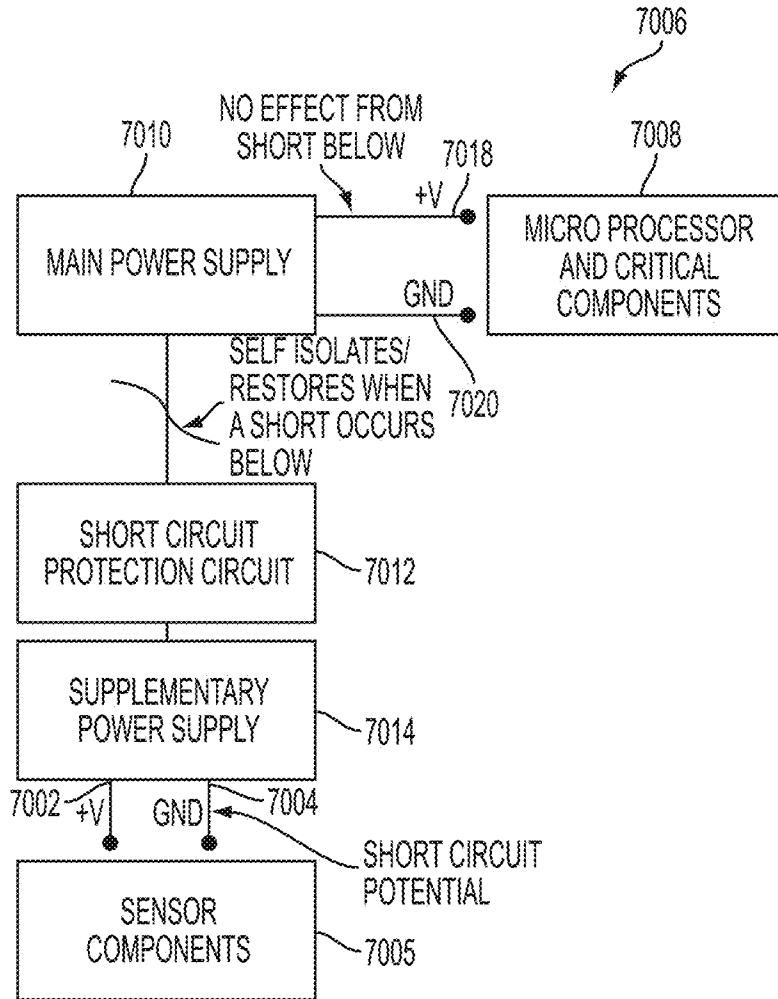 7006
NO EFFECT FROM
SHORT BELOW
7010
7018
7008
+V
MAIN POWER SUPPLY
MICRO PROCESSOR
AND CRITICAL
COMPONENTS
GND
7020
SELF ISOLATES/
RESTORES WHEN
A SHORT OCCURS
BELOW
SHORT CIRCUIT
PROTECTION CIRCUIT
7012
SUPPLEMENTARY
POWER SUPPLY
7014
7002
+V
GND
7004
SHORT CIRCUIT
POTENTIAL
SENSOR
COMPONENTS
7005